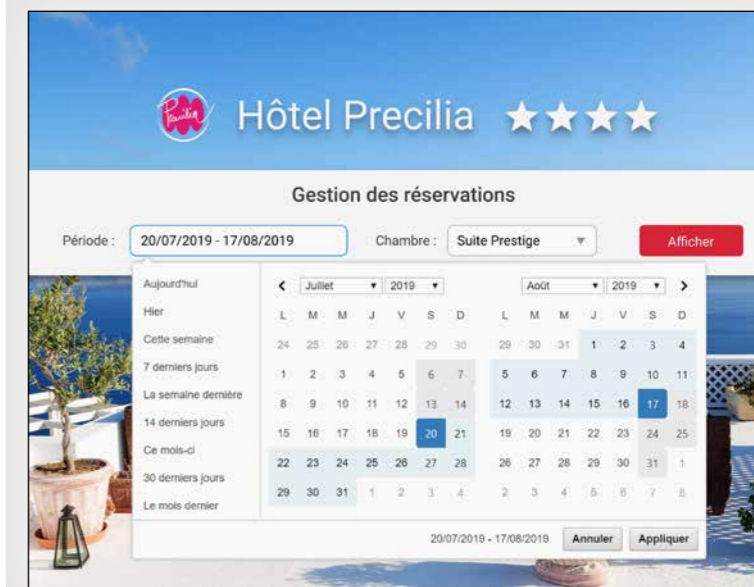 Precilia
Hôtel Precilia
Gestion des réservations
Période : 20/07/2019 - 17/08/2019 Chambre : Suite Prestige Afficher
Aujourd'hui
Hier
Cette semaine
7 derniers jours
La semaine dernière
14 derniers jours
Ce mois-ci
30 derniers jours
Le mois dernier
Juillet 2019
L M M J V S D
24 25 26 27 28 29 30
1 2 3 4 5 6 7
8 9 10 11 12 13 14
15 16 17 18 19 20 21
22 23 24 25 26 27 28
29 30 31 1 2 3 4
Août 2019
L M M J V S D
29 30 31 1 2 3 4
5 6 7 8 9 10 11
12 13 14 15 16 17 18
19 20 21 22 23 24 25
26 27 28 29 30 31 1
2 3 4 5 6 7 8
20/07/2019 - 17/08/2019 Annuler Appliquer